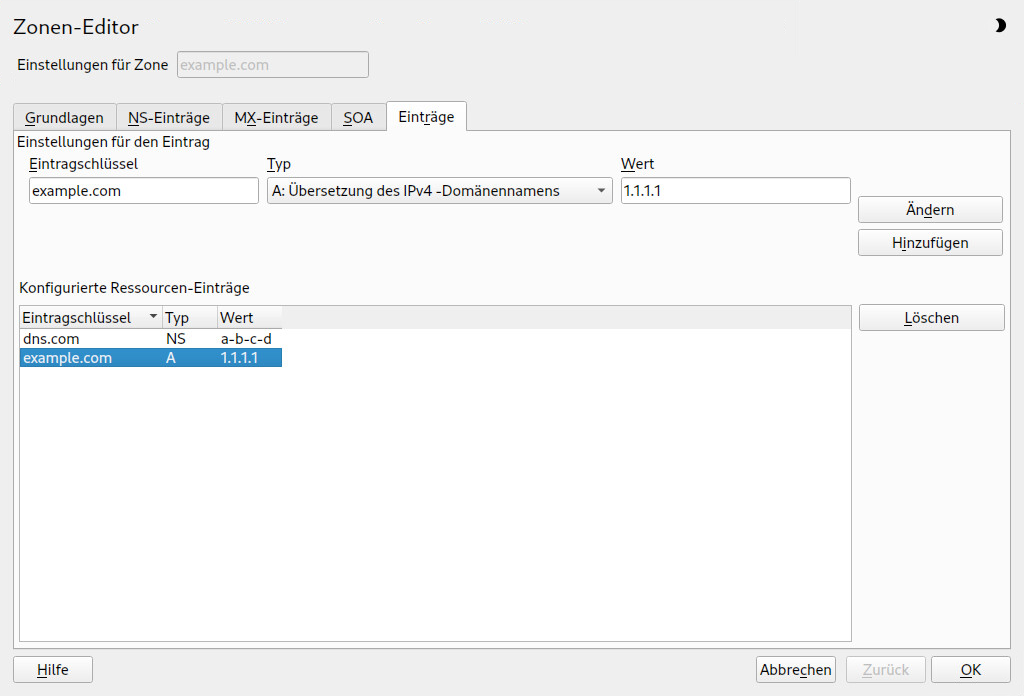 Zonen-Editor
Einstellungen für Zone example.com
Grundlagen NS-Einträge MX-Einträge SOA Einträge
Einstellungen für den Eintrag
Eintragschlüssel Typ Wert
example.com A: Übersetzung des IPv4 -Domänennamens 1.1.1.1
Ändern
Hinzufügen
Konfigurierte Ressourcen-Einträge
Eintragschlüssel Typ Wert Löschen
dns.com NS a-b-c-d
example.com A 1.1.1.1
Hilfe Abbrechen Zurück OK